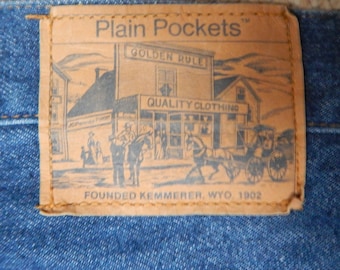 Plain Pockets™
GOLDEN RULE
QUALITY CLOTHING
FOUNDED KEMMERER, WYO. 1902